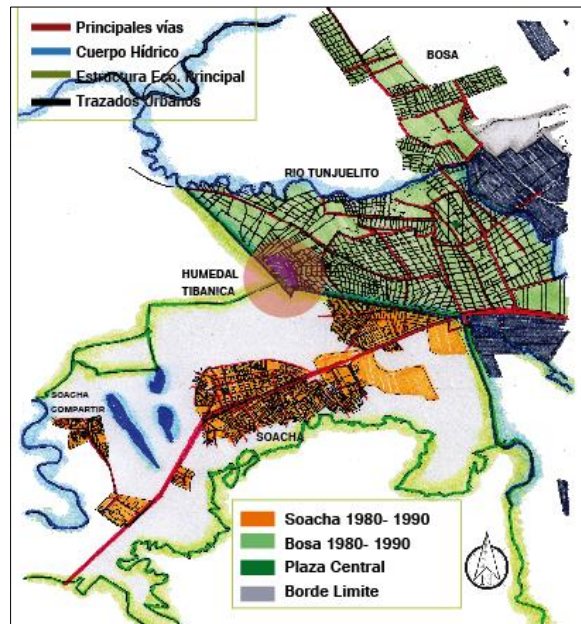 Principales vías
Cuerpo Hídrico
Estructura Eco. Principal
Trazados Urbanos
BOSA
RIO TUNJUELITO
HUMEDAL
TIBANICA
SOACHA
COMPARTIR
SOACHA
Soacha 1980- 1990
Bosa 1980- 1990
Plaza Central
Borde Limite